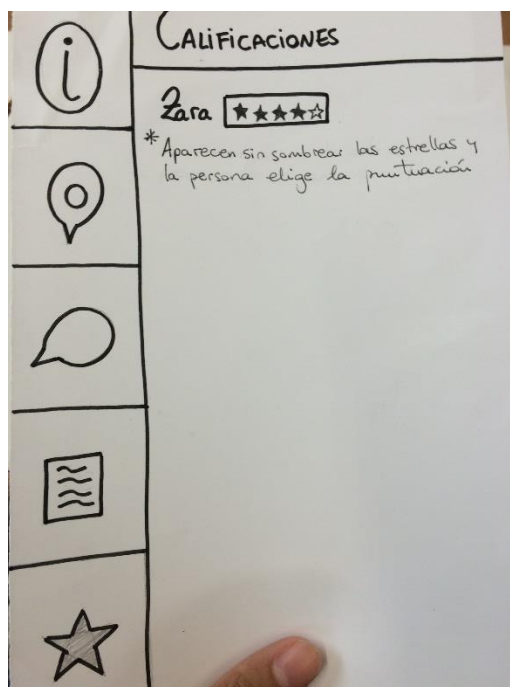 CALIFICACIONES
Zara ★★★★☆
* Aparecen sin sombrear las estrellas y
la persona elige la puntuación